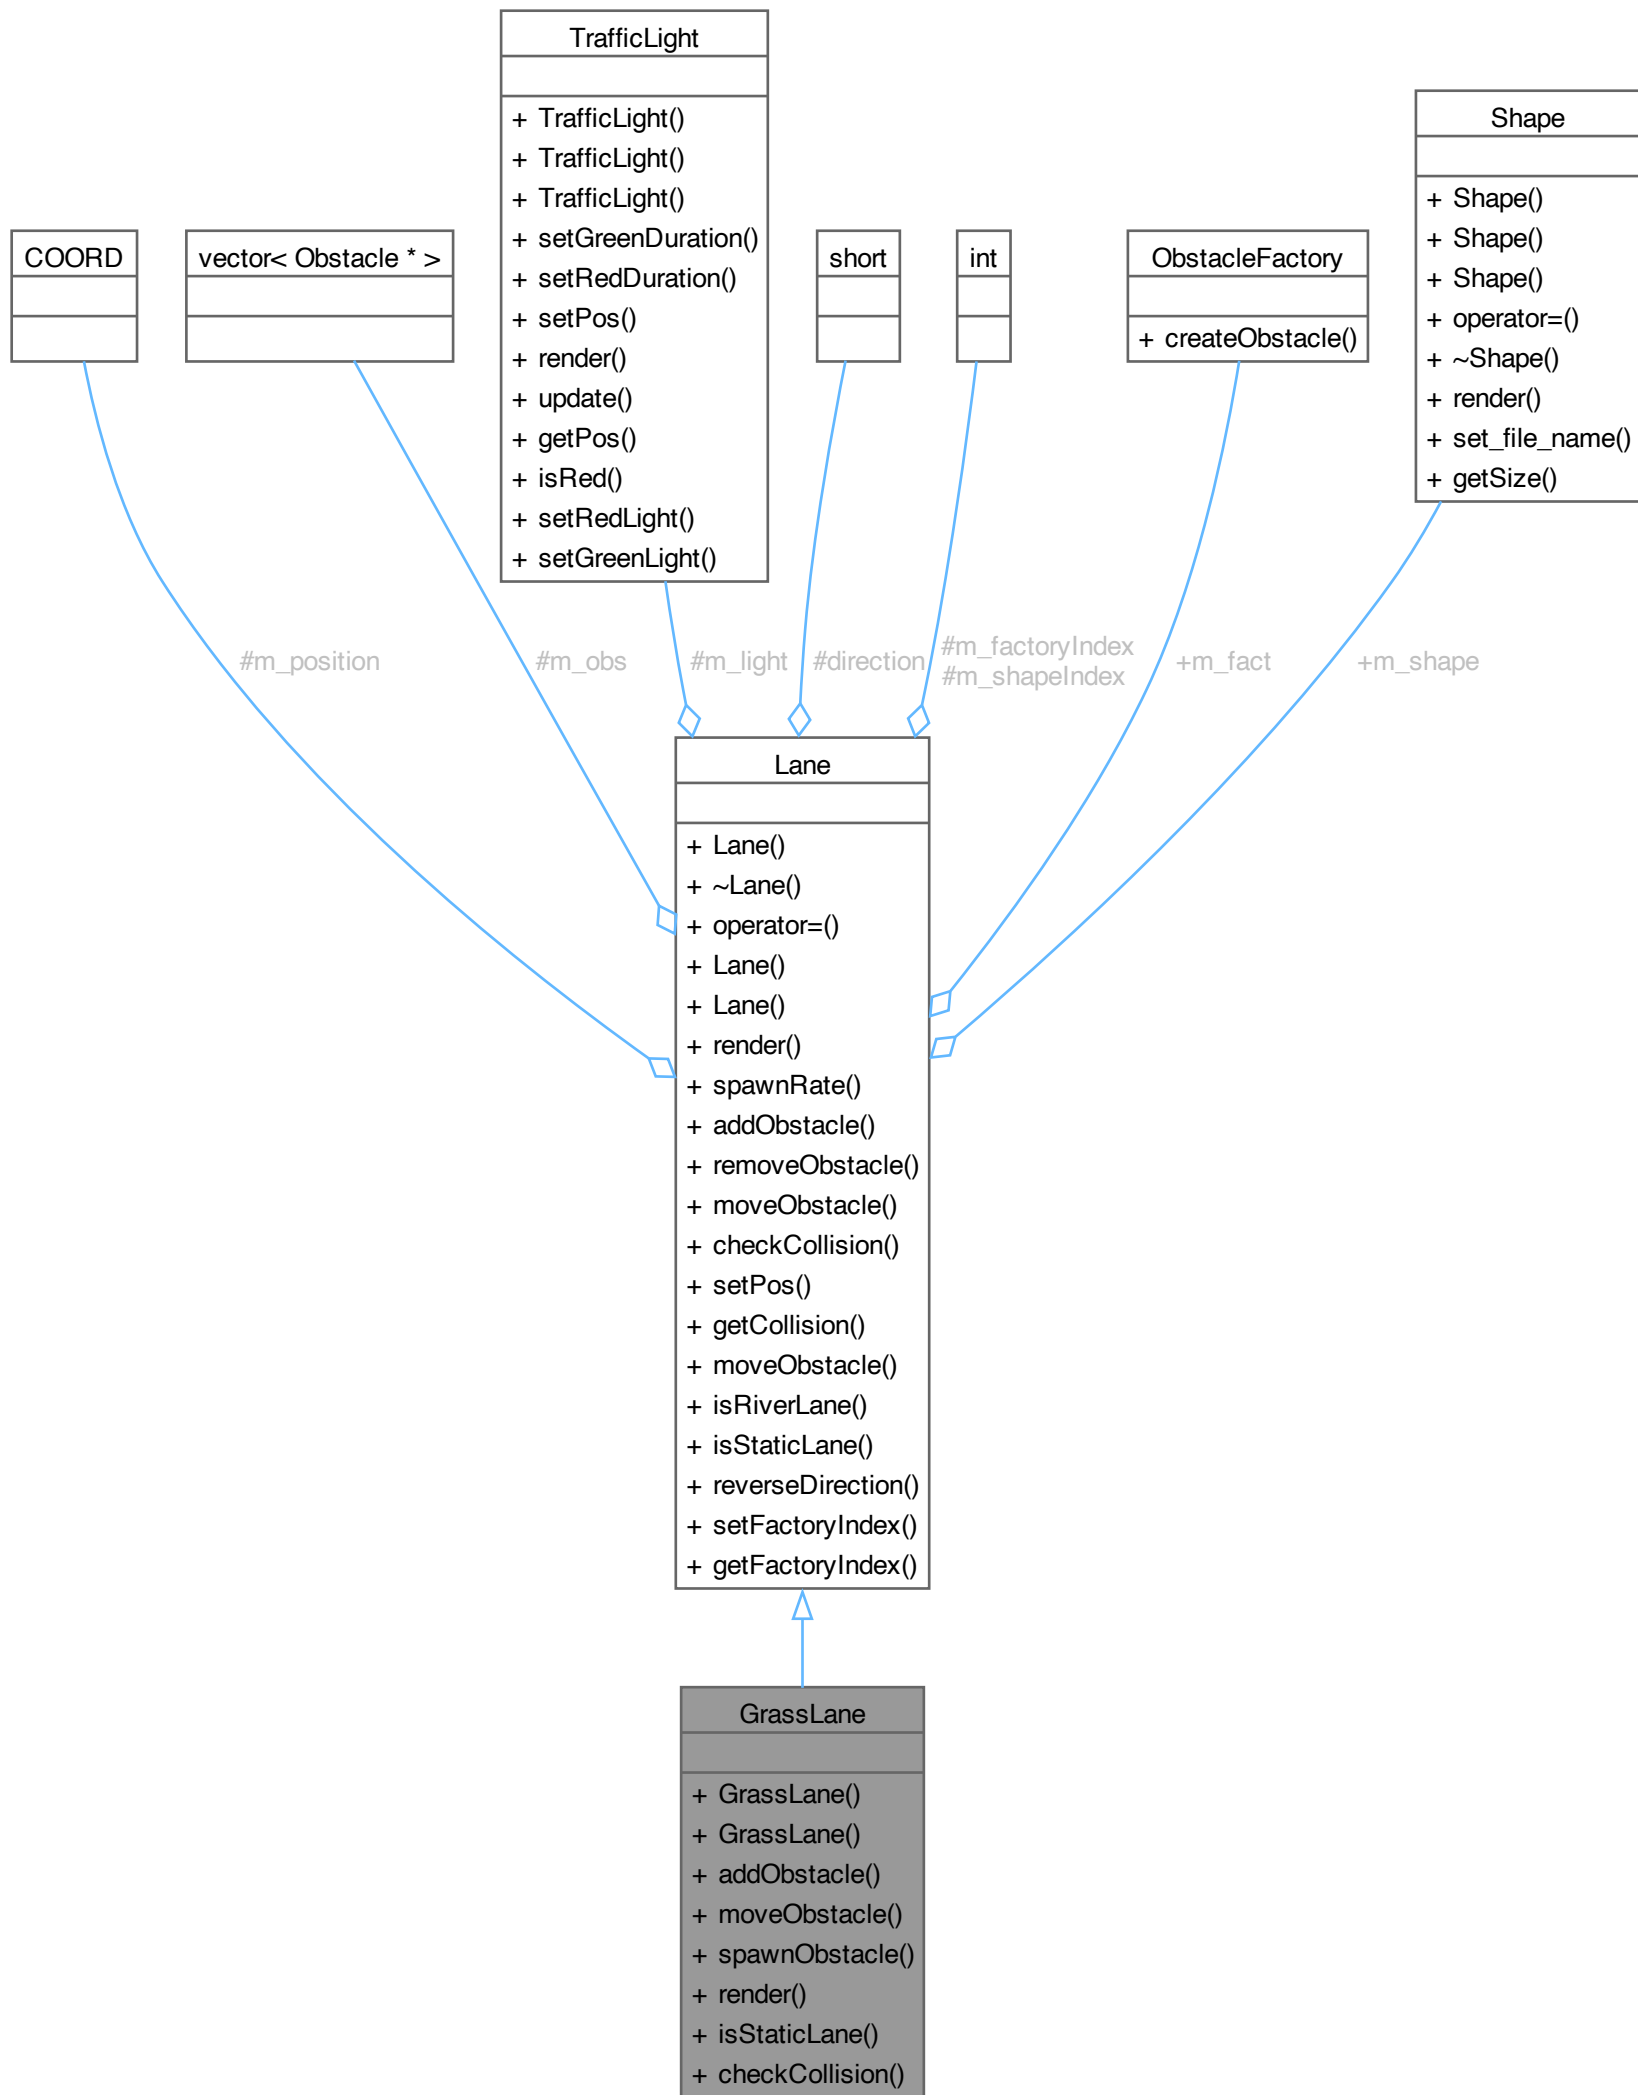 TrafficLight
+ TrafficLight()
+ TrafficLight()
+ TrafficLight()
+ setGreenDuration()
+ setRedDuration()
+ setPos()
+ render()
+ update()
+ getPos()
+ isRed()
+ setRedLight()
+ setGreenLight()
Shape
+ Shape()
+ Shape()
+ Shape()
+ operator=()
+ ~Shape()
+ render()
+ set_file_name()
+ getSize()
COORD
vector< Obstacle * >
short
int
ObstacleFactory
+ createObstacle()
#m_position
#m_obs
#m_light
#direction
#m_factoryIndex
#m_shapeIndex
+m_fact
+m_shape
Lane
+ Lane()
+ ~Lane()
+ operator=()
+ Lane()
+ Lane()
+ render()
+ spawnRate()
+ addObstacle()
+ removeObstacle()
+ moveObstacle()
+ checkCollision()
+ setPos()
+ getCollision()
+ moveObstacle()
+ isRiverLane()
+ isStaticLane()
+ reverseDirection()
+ setFactoryIndex()
+ getFactoryIndex()
GrassLane
+ GrassLane()
+ GrassLane()
+ addObstacle()
+ moveObstacle()
+ spawnObstacle()
+ render()
+ isStaticLane()
+ checkCollision()